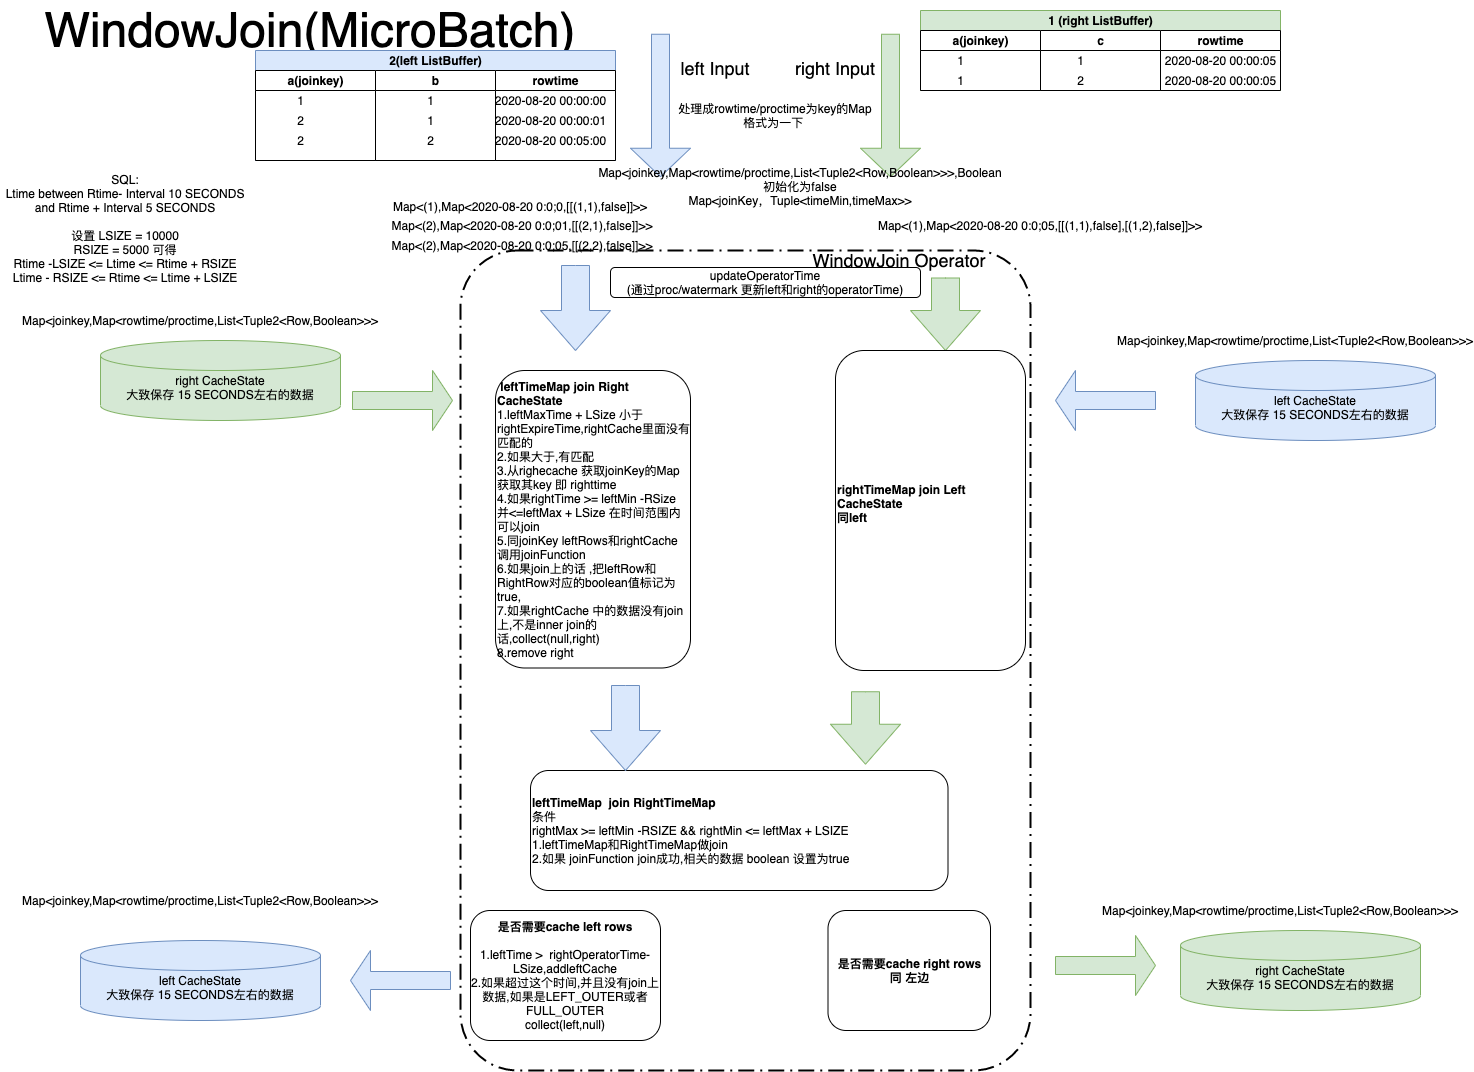 WindowJoin(MicroBatch)
2(left ListBuffer)
a(joinkey) b rowtime
1 1 2020-08-20 00:00:00
2 1 2020-08-20 00:00:01
2 2 2020-08-20 00:05:00
left Input
right Input
1 (right ListBuffer)
a(joinkey) c rowtime
1 1 2020-08-20 00:00:05
1 2 2020-08-20 00:00:05
处理成rowtime/proctime为key的Map
格式为一下
Map<joinkey,Map<rowtime/proctime,List<Tuple2<Row,Boolean>>>,Boolean
初始化为false
Map<joinKey，Tuple<timeMin,timeMax>>
SQL:
Ltime between Rtime- Interval 10 SECONDS
and Rtime + Interval 5 SECONDS
设置 LSIZE = 10000
RSIZE = 5000 可得
Rtime -LSIZE <= Ltime <= Rtime + RSIZE
Ltime - RSIZE <= Rtime <= Ltime + LSIZE
Map<(1),Map<2020-08-20 0:0;0,[[(1,1),false]]>>
Map<(2),Map<2020-08-20 0:0;01,[[(2,1),false]]>>
Map<(2),Map<2020-08-20 0:0:05,[[(2,2),false]]>>
Map<(1),Map<2020-08-20 0:0;05,[[(1,1),false],[(1,2),false]]>>
WindowJoin Operator
updateOperatorTime
(通过proc/watermark 更新left和right的operatorTime)
Map<joinkey,Map<rowtime/proctime,List<Tuple2<Row,Boolean>>>
right CacheState
大致保存 15 SECONDS左右的数据
Map<joinkey,Map<rowtime/proctime,List<Tuple2<Row,Boolean>>>
left CacheState
大致保存 15 SECONDS左右的数据
leftTimeMap join Right
CacheState
1.leftMaxTime + LSize 小于
rightExpireTime,rightCache里面没有
匹配的
2.如果大于,有匹配
3.从righecache 获取joinKey的Map
获取其key 即 righttime
4.如果rightTime >= leftMin -RSize
并<=leftMax + LSize 在时间范围内
可以join
5.同joinKey leftRows和rightCache
调用joinFunction
6.如果join上的话 ,把leftRow和
RightRow对应的boolean值标记为
true,
7.如果rightCache 中的数据没有join
上,不是inner join的
话,collect(null,right)
8.remove right
rightTimeMap join Left
CacheState
同left
leftTimeMap  join RightTimeMap
条件
rightMax >= leftMin -RSIZE && rightMin <= leftMax + LSIZE
1.leftTimeMap和RightTimeMap做join
2.如果 joinFunction join成功,相关的数据 boolean 设置为true
Map<joinkey,Map<rowtime/proctime,List<Tuple2<Row,Boolean>>>
left CacheState
大致保存 15 SECONDS左右的数据
是否需要cache left rows
1.leftTime >  rightOperatorTime-
LSize,addleftCache
2.如果超过这个时间,并且没有join上
数据,如果是LEFT_OUTER或者
FULL_OUTER
collect(left,null)
是否需要cache right rows
同 左边
Map<joinkey,Map<rowtime/proctime,List<Tuple2<Row,Boolean>>>
right CacheState
大致保存 15 SECONDS左右的数据